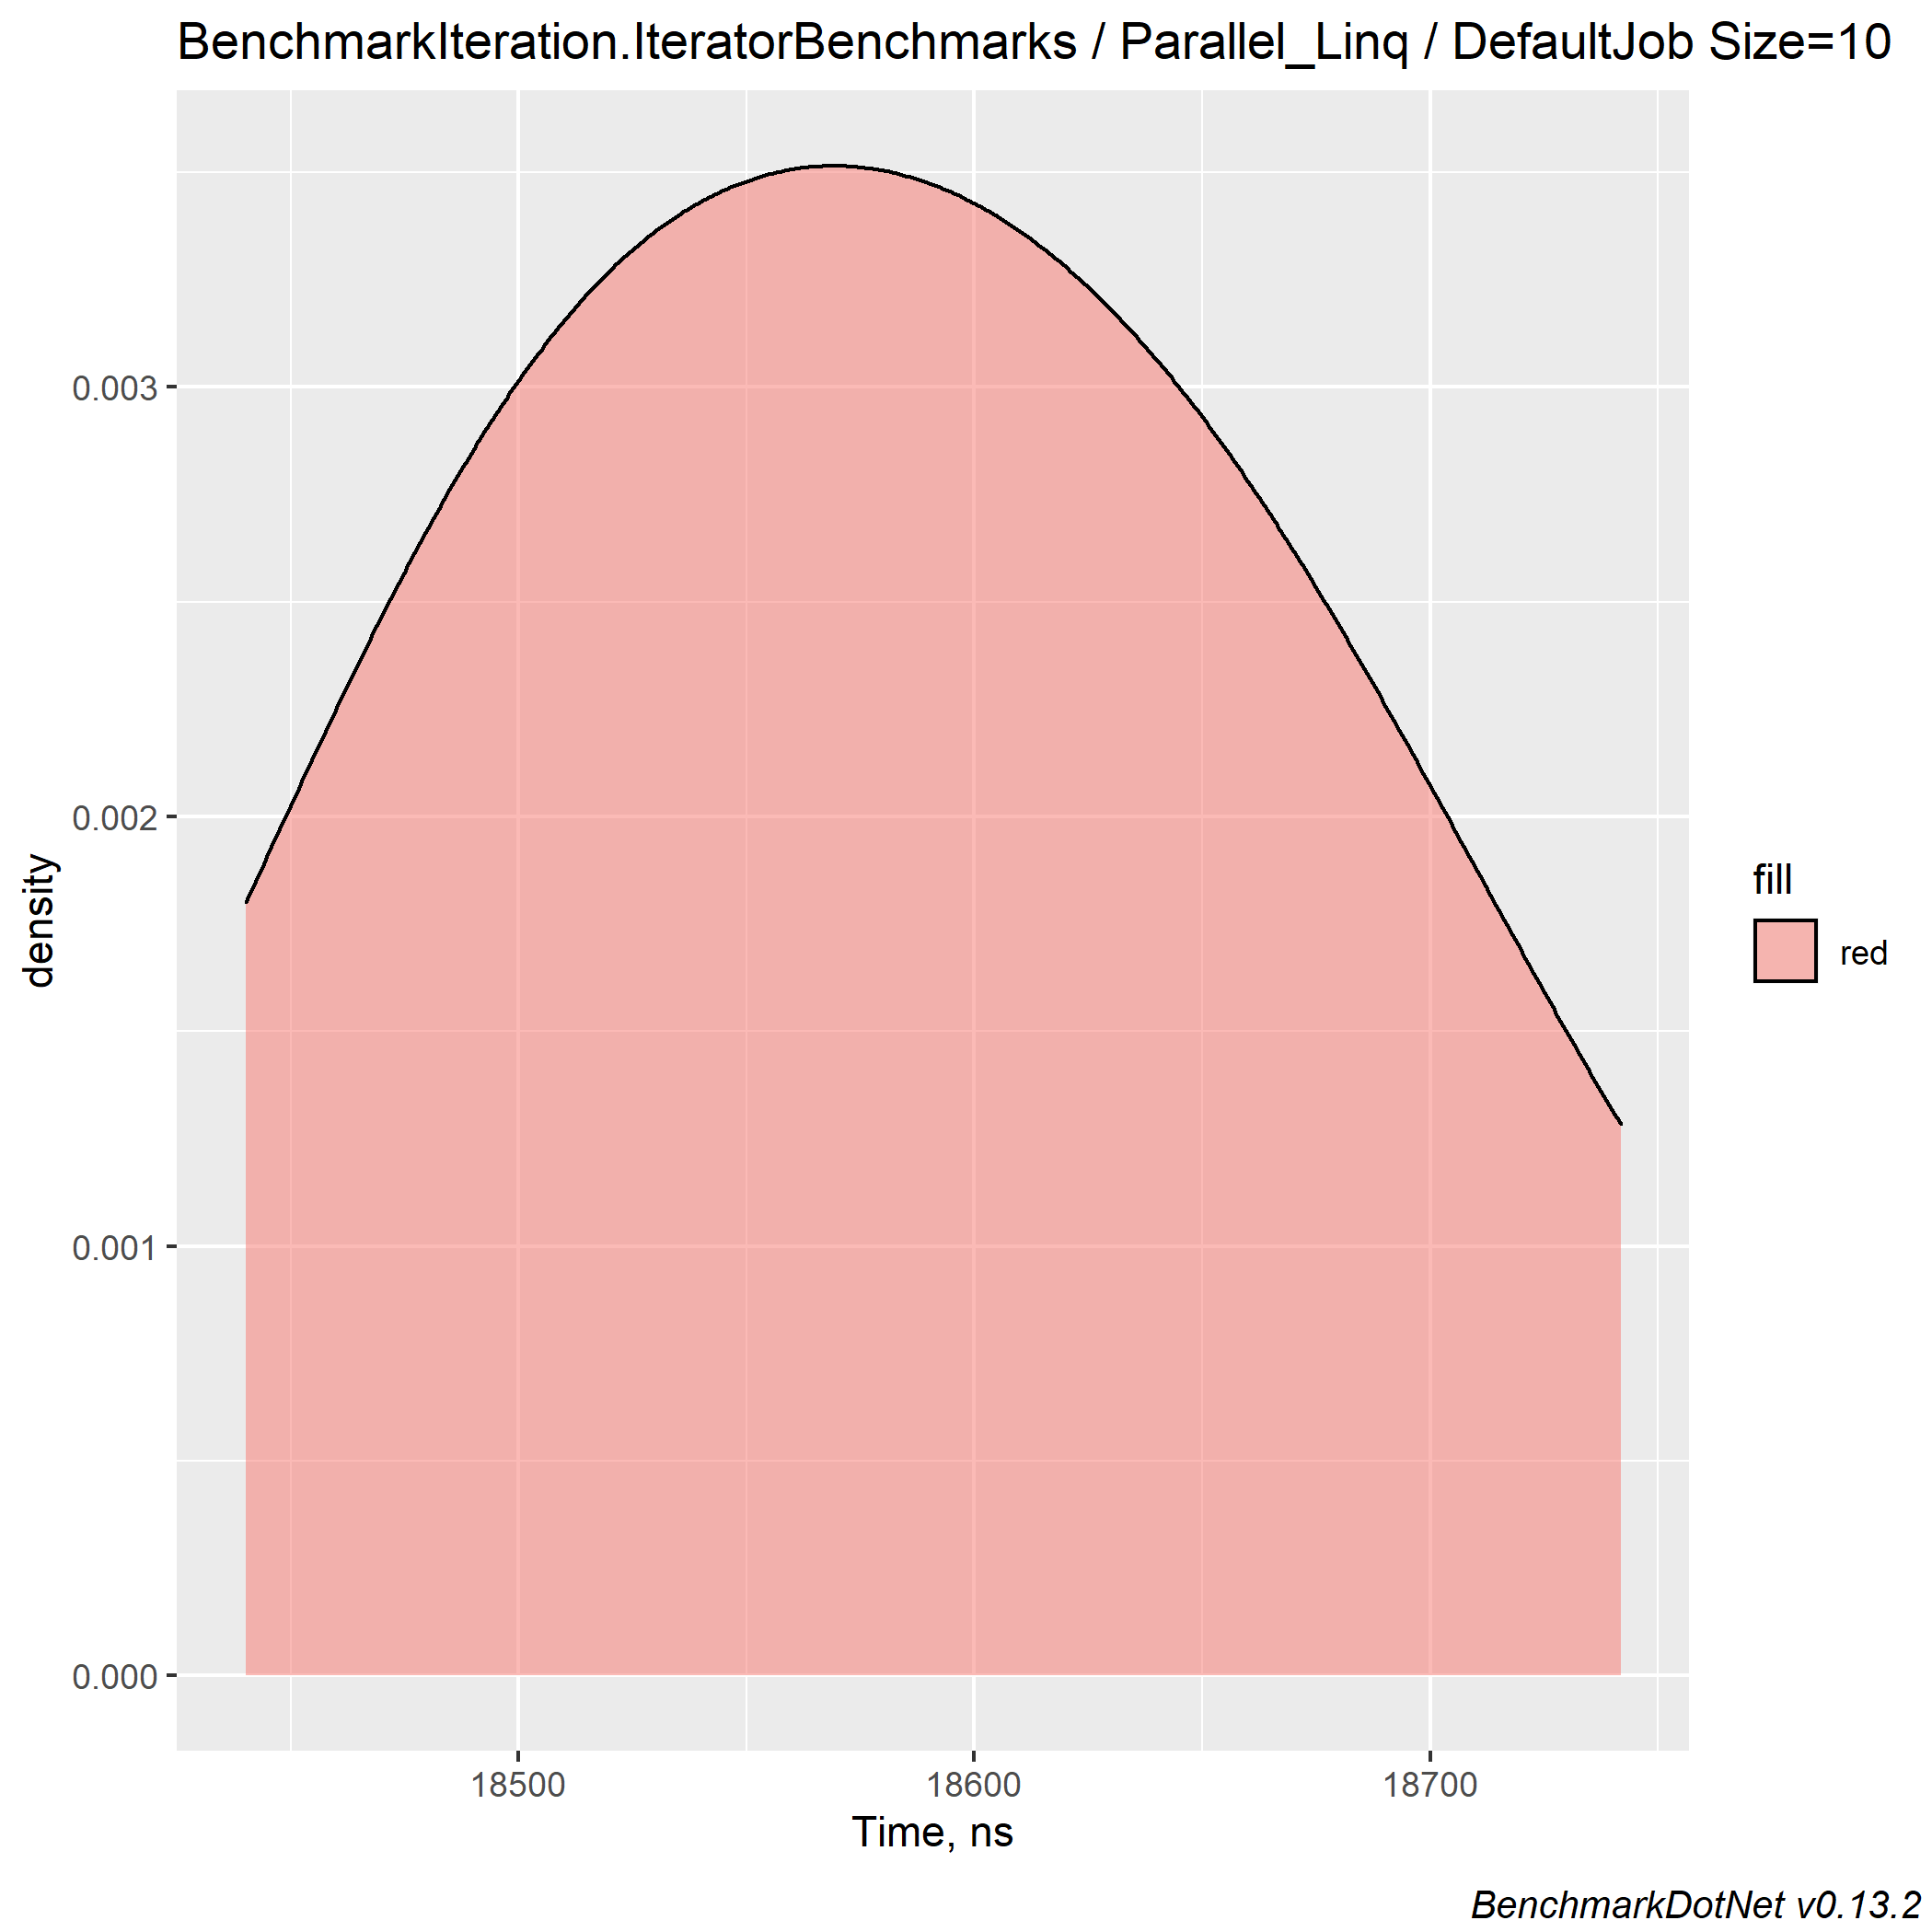 BenchmarkIteration.IteratorBenchmarks / Parallel_Linq / DefaultJob Size=10
0.003
0.002
0.001
0.000
density
18500 18600 18700
Time, ns
fill
red
BenchmarkDotNet v0.13.2